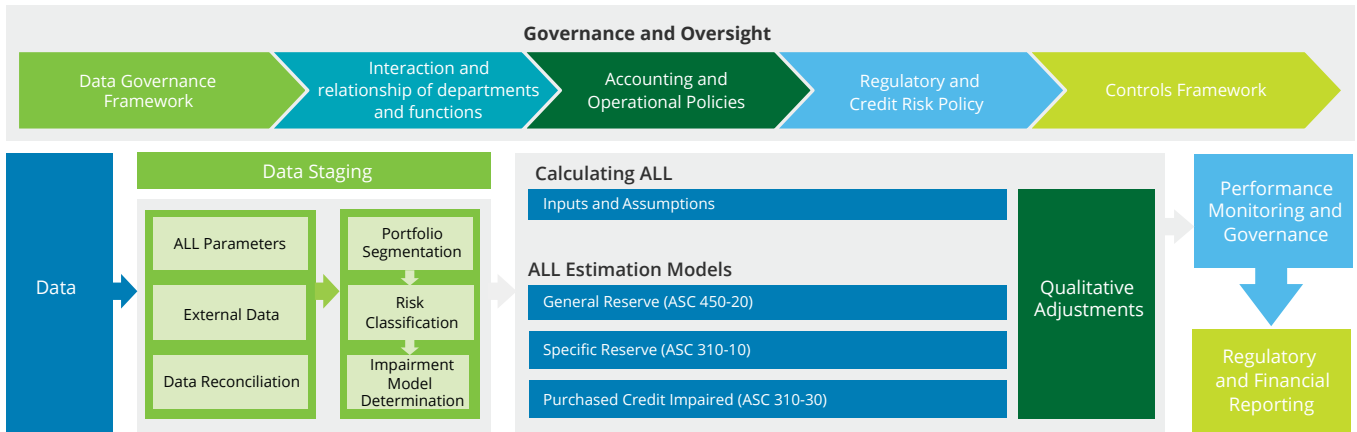 Governance and Oversight
Data Governance
Framework
Interaction and
relationship of departments
and functions
Accounting and
Operational Policies
Regulatory and
Credit Risk Policy
Controls Framework
Data
Data Staging
ALL Parameters
External Data
Data Reconciliation
Portfolio
Segmentation
Risk
Classification
Impairment
Model
Determination
Calculating ALL
Inputs and Assumptions
ALL Estimation Models
General Reserve (ASC 450-20)
Specific Reserve (ASC 310-10)
Purchased Credit Impaired (ASC 310-30)
Qualitative
Adjustments
Performance
Monitoring and
Governance
Regulatory
and Financial
Reporting